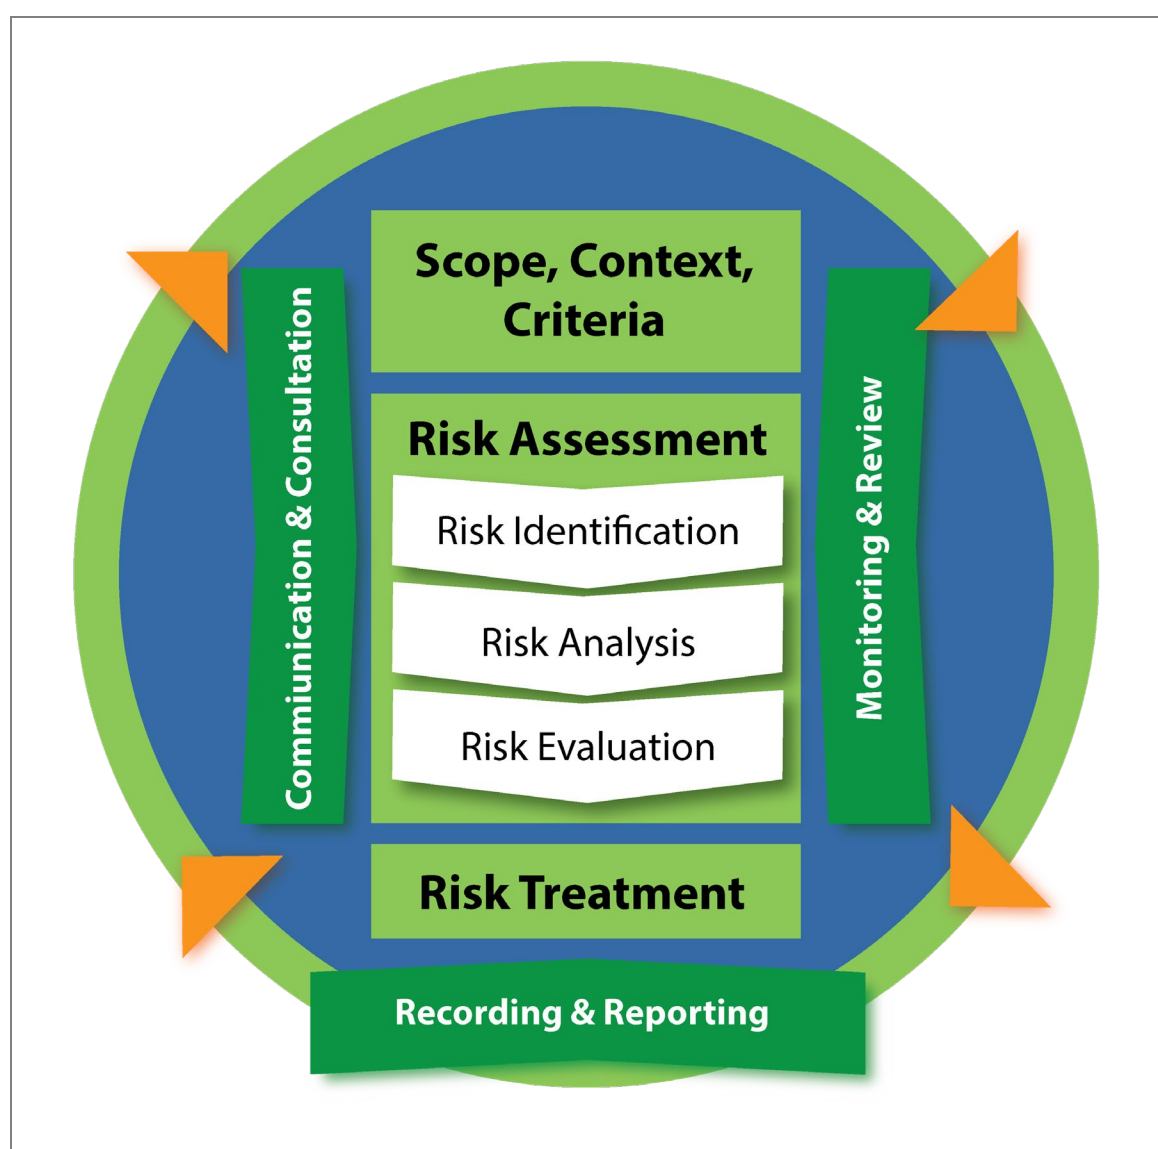 Scope, Context,
Criteria
Commiunication & Consultation
Monitoring & Review
Risk Assessment
Risk Identification
Risk Analysis
Risk Evaluation
Risk Treatment
Recording & Reporting